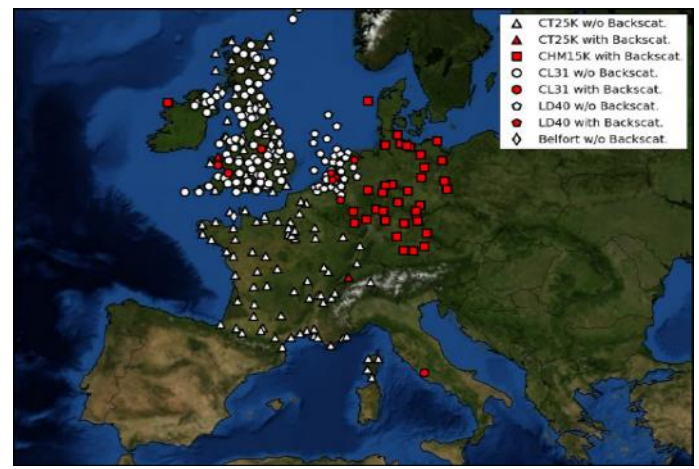 CT25K w/o Backscat.
CT25K with Backscat.
CHM15K with Backscat.
CL31 w/o Backscat.
CL31 with Backscat.
LD40 w/o Backscat.
LD40 with Backscat.
Belfort w/o Backscat.